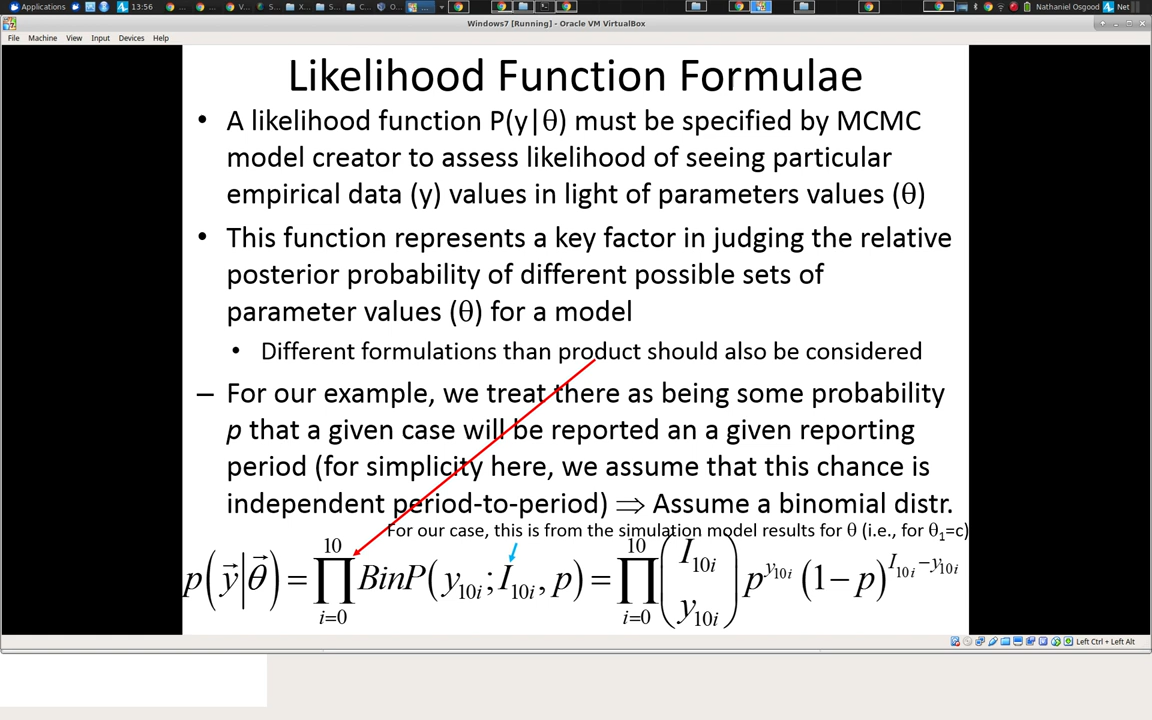 Applications 13:56 V... S... X... S... C... O... Nathaniel Osgood Net
Windows7 [Running] - Oracle VM VirtualBox
File Machine View Input Devices Help
Likelihood Function Formulae
• A likelihood function P(y|θ) must be specified by MCMC
model creator to assess likelihood of seeing particular
empirical data (y) values in light of parameters values (θ)
• This function represents a key factor in judging the relative
posterior probability of different possible sets of
parameter values (θ) for a model
• Different formulations than product should also be considered
– For our example, we treat there as being some probability
p that a given case will be reported an a given reporting
period (for simplicity here, we assume that this chance is
independent period-to-period) ⇒ Assume a binomial distr.
For our case, this is from the simulation model results for θ (i.e., for θ₁=c)
p(y⃗|θ⃗) = ∏_{i=0}^{10} BinP(y_{10i}; I_{10i}, p) = ∏_{i=0}^{10} (I_{10i} y_{10i}) p^{y_{10i}} (1−p)^{I_{10i}−y_{10i}}
Left Ctrl + Left Alt